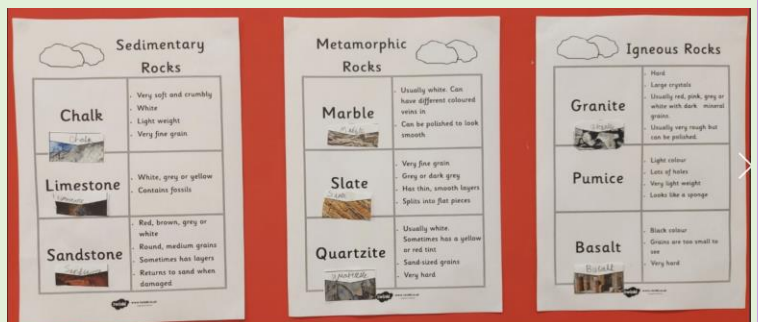 Sedimentary
Rocks
Chalk
Chalk
- Very soft and crumbly
- White
- Light weight
- Very fine grain
Limestone
- White, grey or yellow
- Contains fossils
Sandstone
- Red, brown, grey or
white
- Round, medium grains
- Sometimes has layers
- Returns to sand when
damaged
twinkl
Metamorphic
Rocks
Marble
- Usually white. Can
have different coloured
veins in
- Can be polished to look
smooth
Slate
- Very fine grain
- Grey or dark grey
- Has thin, smooth layers
- Splits into flat pieces
Quartzite
- Usually white.
Sometimes has a yellow
or red tint
- Sand-sized grains
- Very hard
twinkl
Igneous Rocks
Granite
- Hard
- Large crystals
- Usually red, pink, grey or
white with dark mineral
grains.
- Usually very rough but
can be polished.
Pumice
- Light colour
- Lots of holes
- Very light weight
- Looks like a sponge
Basalt
Basalt
- Black colour
- Grains are too small to
see
- Very hard
twinkl